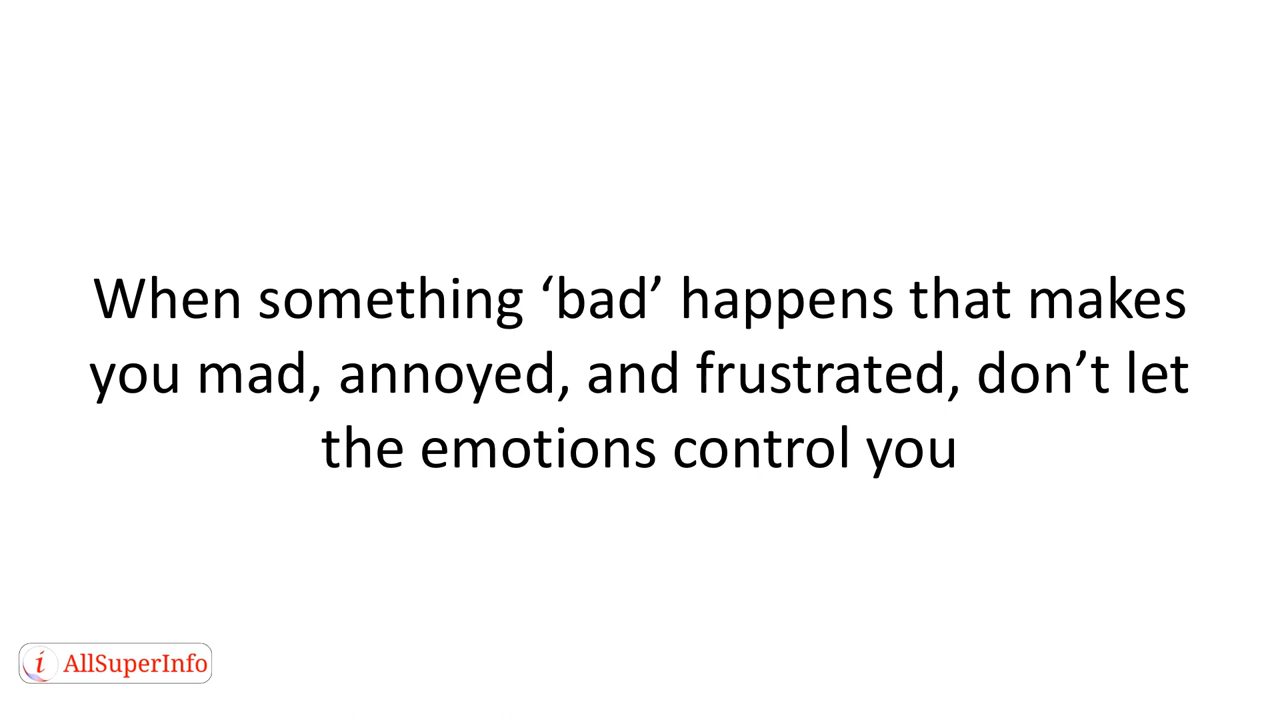 When something ‘bad’ happens that makes
you mad, annoyed, and frustrated, don’t let
the emotions control you
i AllSuperInfo